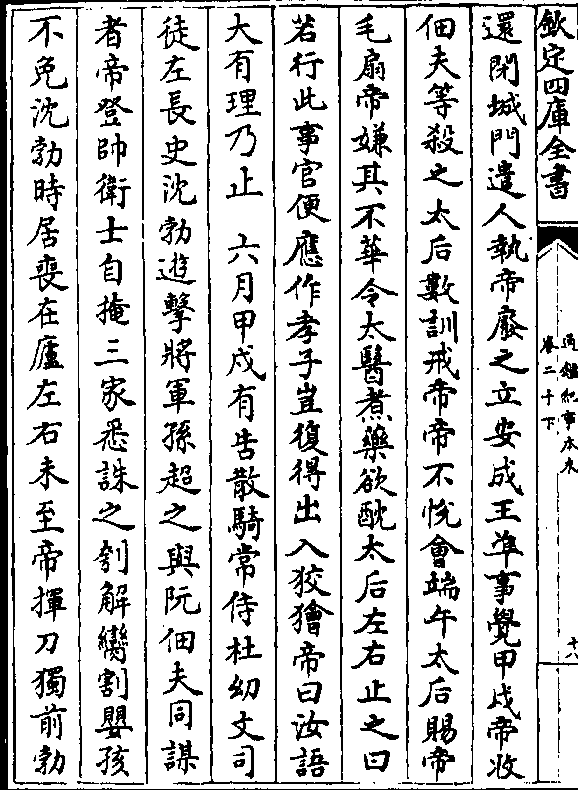 欽定四庫全書
通鑑紀事本末
卷二十下
十八
還閉城門遣人執帝廢之立安成王準事覺甲戌帝收
佃夫等殺之太后數訓戒帝帝不悅會端午太后賜帝
毛扇帝嫌其不華令太醫煮藥欲酖太后左右止之曰
若行此事官便應作孝子豈復得出入狡獪帝曰汝語
大有理乃止　六月甲戌有告散騎常侍杜幼文司
徒左長史沈勃遊擊將軍孫超之與阮佃夫同謀
者帝登帥衛士自掩三家悉誅之刳解臠割嬰孩
不免沈勃時居喪在廬左右未至帝揮刀獨前勃